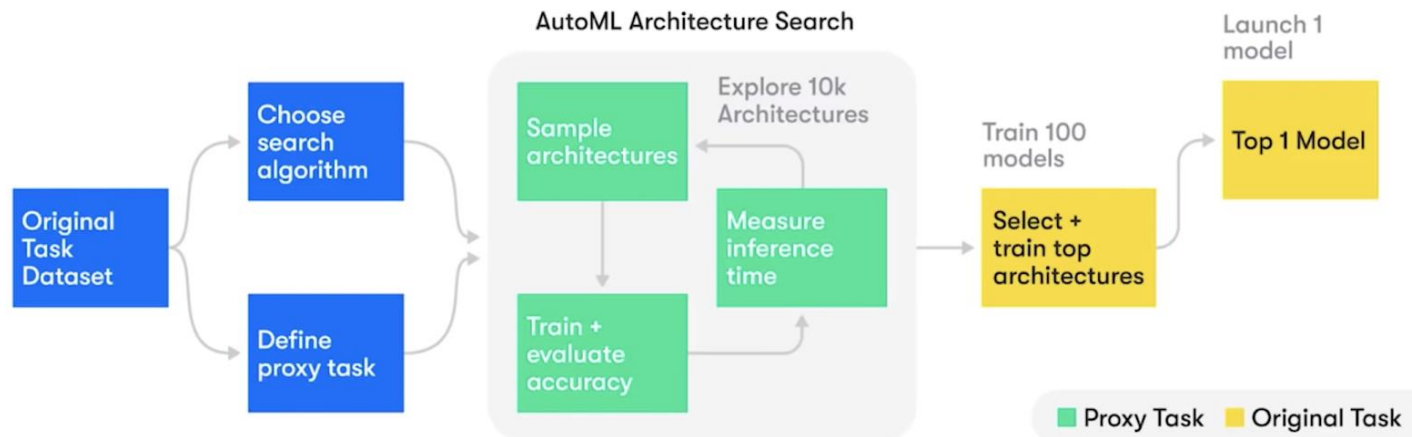 AutoML Architecture Search
Original
Task
Dataset
Choose
search
algorithm
Define
proxy task
Sample
architectures
Explore 10k
Architectures
Train +
evaluate
accuracy
Measure
inference
time
Train 100
models
Select +
train top
architectures
Launch 1
model
Top 1 Model
Proxy Task
Original Task